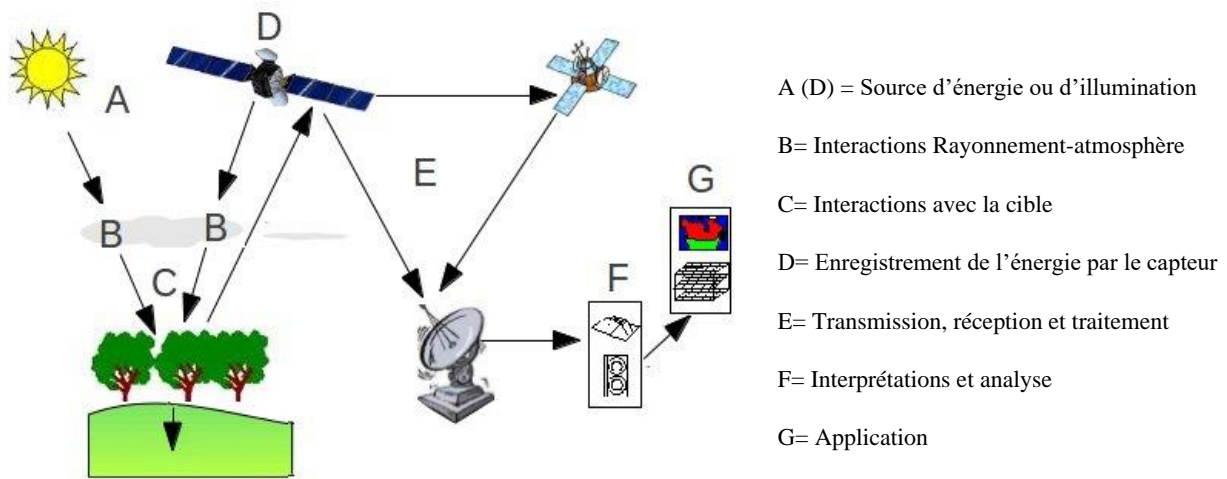 D
A
E
G
B
B
C
F
A (D) = Source d’énergie ou d’illumination
B= Interactions Rayonnement-atmosphère
C= Interactions avec la cible
D= Enregistrement de l’énergie par le capteur
E= Transmission, réception et traitement
F= Interprétations et analyse
G= Application